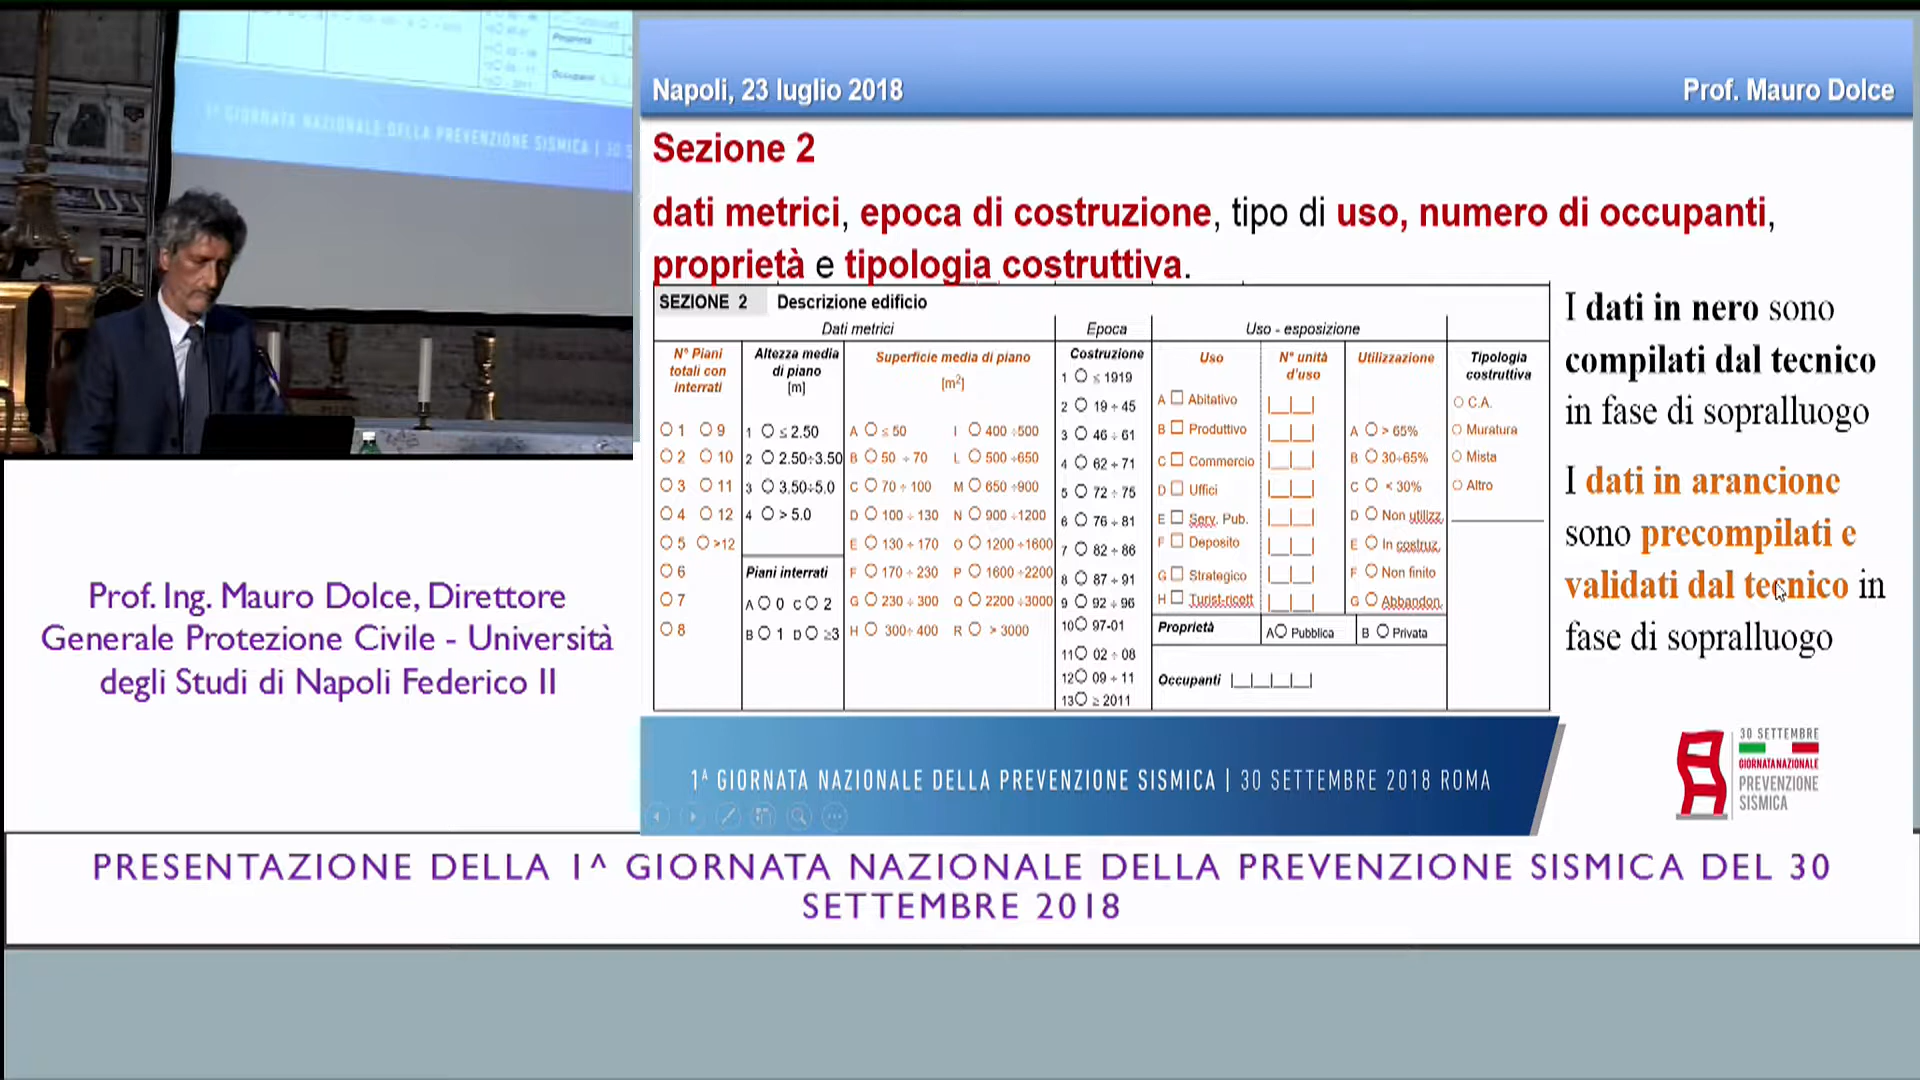 1ª GIORNATA NAZIONALE DELLA PREVENZIONE SISMICA | 30 S
Napoli, 23 luglio 2018
Prof. Mauro Dolce
Sezione 2
dati metrici, epoca di costruzione, tipo di uso, numero di occupanti,
proprietà e tipologia costruttiva.
SEZIONE 2 Descrizione edificio
Dati metrici
Epoca
Uso - esposizione
N° Piani
totali con
interrati
1 9
2 10
3 11
4 12
5 >12
6
7
8
Altezza media
di piano
[m]
1 ≤ 2.50
2 2.50÷3.50
3 3.50÷5.0
4 > 5.0
Piani interrati
A 0 C 2
B 1 D ≥3
Superficie media di piano
[m²]
A ≤ 50 I 400 ÷500
B 50 ÷ 70 L 500 ÷650
C 70 ÷ 100 M 650 ÷900
D 100 ÷ 130 N 900 ÷1200
E 130 ÷ 170 O 1200 ÷1600
F 170 ÷ 230 P 1600 ÷2200
G 230 ÷ 300 Q 2200 ÷3000
H 300÷ 400 R > 3000
Costruzione
1 ≤ 1919
2 19 ÷ 45
3 46 ÷ 61
4 62 ÷ 71
5 72 ÷ 75
6 76 ÷ 81
7 82 ÷ 86
8 87 ÷ 91
9 92 ÷ 96
10 97-01
11 02 ÷ 08
12 09 ÷ 11
13 ≥ 2011
Uso
A Abitativo
B Produttivo
C Commercio
D Uffici
E Serv. Pub.
F Deposito
G Strategico
H Turist-ricett
N° unità
d'uso
Utilizzazione
A > 65%
B 30÷65%
C < 30%
D Non utilizz.
E In costruz.
F Non finito
G Abbandon.
Proprietà A Pubblica B Privata
Occupanti
Tipologia
costruttiva
C.A.
Muratura
Mista
Altro
I dati in nero sono
compilati dal tecnico
in fase di sopralluogo
I dati in arancione
sono precompilati e
validati dal tecnico in
fase di sopralluogo
Prof. Ing. Mauro Dolce, Direttore
Generale Protezione Civile - Università
degli Studi di Napoli Federico II
1ª GIORNATA NAZIONALE DELLA PREVENZIONE SISMICA | 30 SETTEMBRE 2018 ROMA
30 SETTEMBRE
GIORNATA NAZIONALE
PREVENZIONE
SISMICA
PRESENTAZIONE DELLA 1^ GIORNATA NAZIONALE DELLA PREVENZIONE SISMICA DEL 30
SETTEMBRE 2018